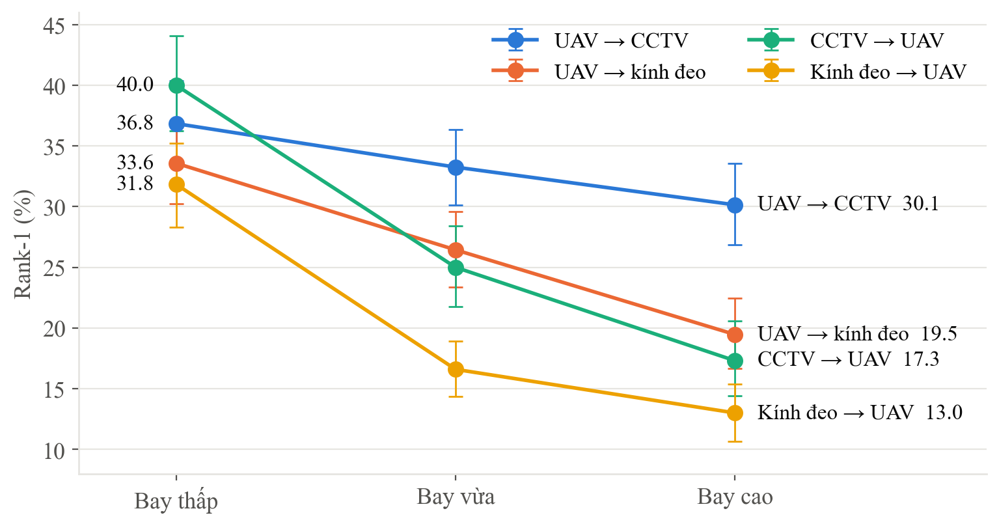 45
40
35
30
25
20
15
10
Rank-1 (%)
UAV → CCTV
UAV → kính đeo
CCTV → UAV
Kính đeo → UAV
40.0
36.8
33.6
31.8
UAV → CCTV 30.1
UAV → kính đeo 19.5
CCTV → UAV 17.3
Kính đeo → UAV 13.0
Bay thấp
Bay vừa
Bay cao